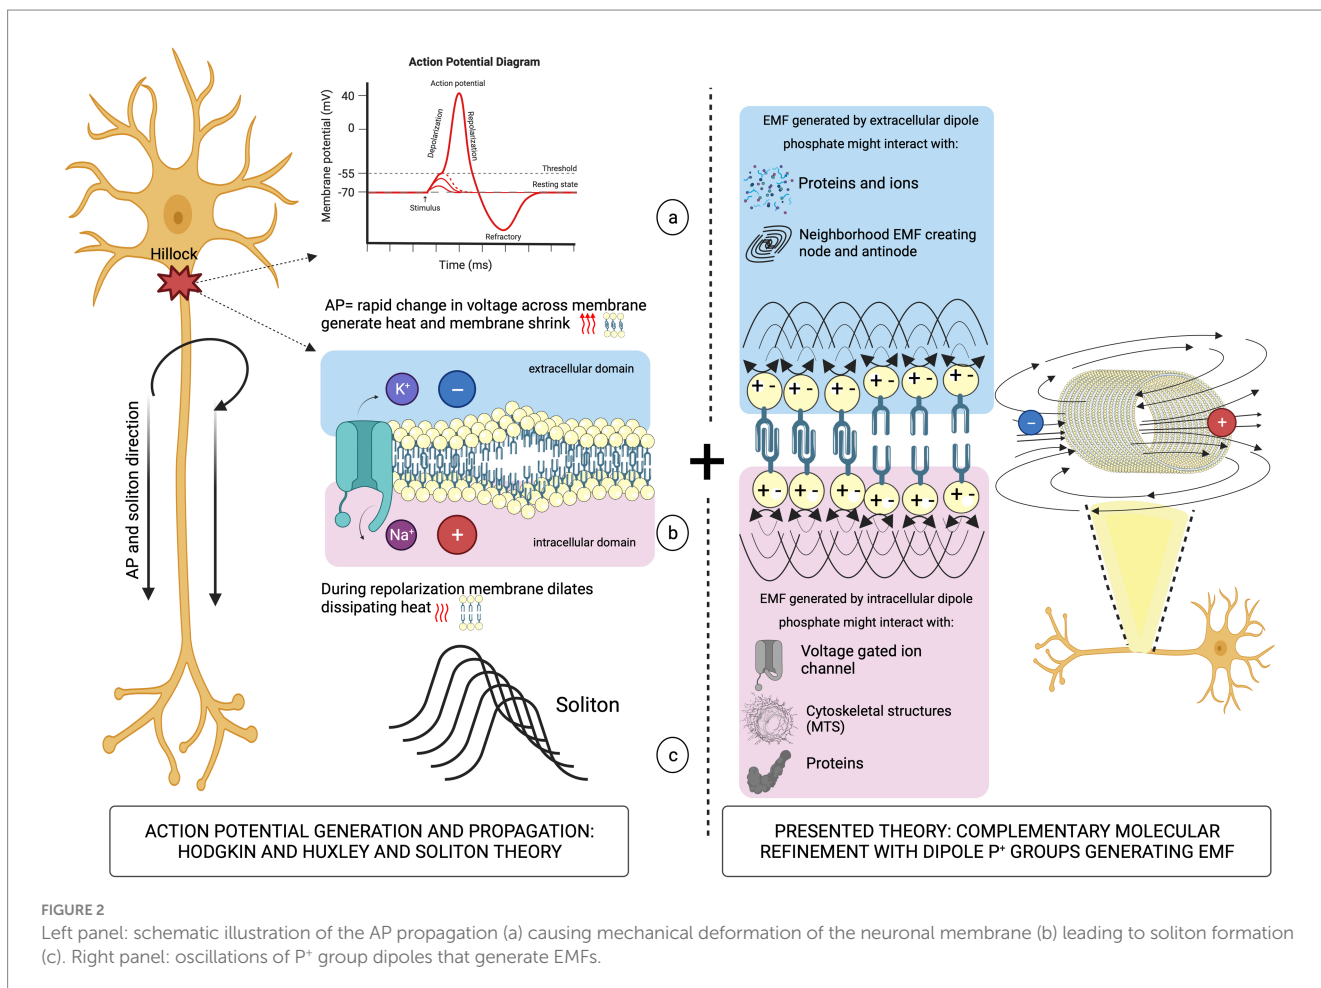 Action Potential Diagram
Action potential
Membrane potential (mV)
40
0
-55
-70
Depolarization
Repolarization
Threshold
Resting state
Stimulus
Refractory
Time (ms)
a
Hillock
AP and soliton direction
AP= rapid change in voltage across membrane
generate heat and membrane shrink
extracellular domain
K⁺
−
Na⁺
+
intracellular domain
b
During repolarization membrane dilates
dissipating heat
Soliton
c
ACTION POTENTIAL GENERATION AND PROPAGATION:
HODGKIN AND HUXLEY AND SOLITON THEORY
+
EMF generated by extracellular dipole
phosphate might interact with:
Proteins and ions
Neighborhood EMF creating
node and antinode
+ - + - + - + - + - + -
+ - + - + - + - + - + -
EMF generated by intracellular dipole
phosphate might interact with:
Voltage gated ion
channel
Cytoskeletal structures
(MTS)
Proteins
−
+
PRESENTED THEORY: COMPLEMENTARY MOLECULAR
REFINEMENT WITH DIPOLE P⁺ GROUPS GENERATING EMF
FIGURE 2
Left panel: schematic illustration of the AP propagation (a) causing mechanical deformation of the neuronal membrane (b) leading to soliton formation
(c). Right panel: oscillations of P⁺ group dipoles that generate EMFs.